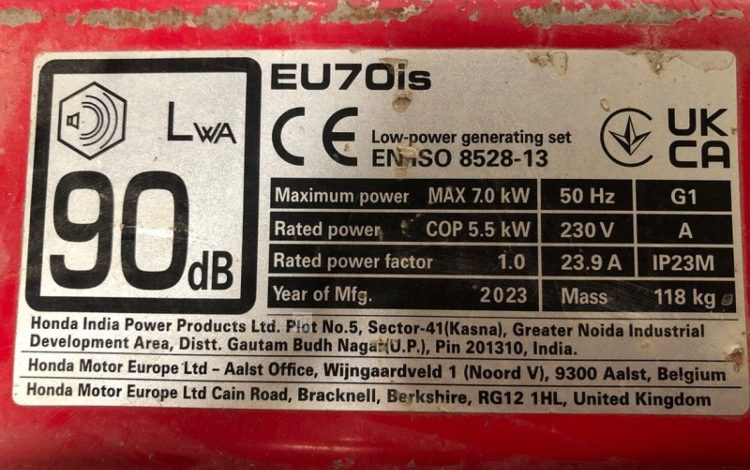 EU70is
LWA
90dB
CE
Low-power generating set
EN ISO 8528-13
UK
CA
Maximum power MAX 7.0 kW 50 Hz G1
Rated power COP 5.5 kW 230 V A
Rated power factor 1.0 23.9 A IP23M
Year of Mfg. 2023 Mass 118 kg
Honda India Power Products Ltd. Plot No.5, Sector-41(Kasna), Greater Noida Industrial
Development Area, Distt. Gautam Budh Nagar(U.P.), Pin 201310, India.
Honda Motor Europe Ltd – Aalst Office, Wijngaardveld 1 (Noord V), 9300 Aalst, Belgium
Honda Motor Europe Ltd Cain Road, Bracknell, Berkshire, RG12 1HL, United Kingdom